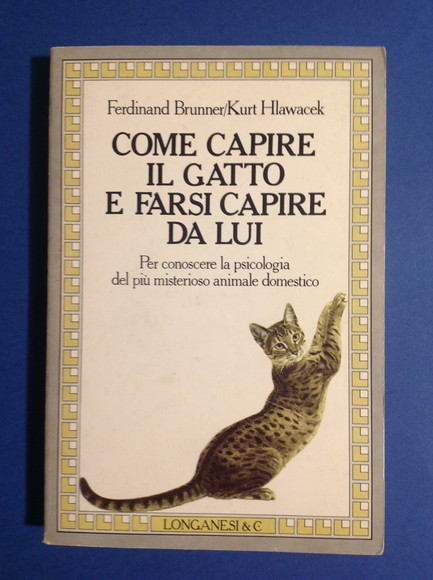 Ferdinand Brunner/Kurt Hlawacek
COME CAPIRE
IL GATTO
E FARSI CAPIRE
DA LUI
Per conoscere la psicologia
del più misterioso animale domestico
LONGANESI & C